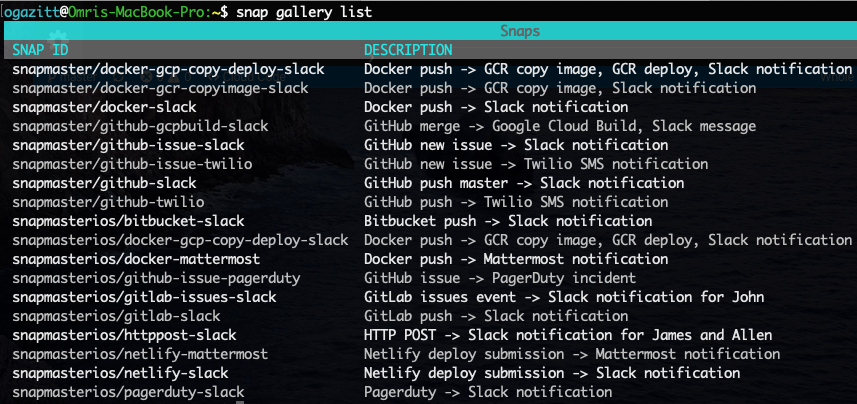 ogazitt@Omris-MacBook-Pro:~$ snap gallery list
Snaps
SNAP ID DESCRIPTION
snapmaster/docker-gcp-copy-deploy-slack Docker push -> GCR copy image, GCR deploy, Slack notification
snapmaster/docker-gcr-copyimage-slack Docker push -> GCR copy image, Slack notification
snapmaster/docker-slack Docker push -> Slack notification
snapmaster/github-gcpbuild-slack GitHub merge -> Google Cloud Build, Slack message
snapmaster/github-issue-slack GitHub new issue -> Slack notification
snapmaster/github-issue-twilio GitHub new issue -> Twilio SMS notification
snapmaster/github-slack GitHub push master -> Slack notification
snapmaster/github-twilio GitHub push -> Twilio SMS notification
snapmasterios/bitbucket-slack Bitbucket push -> Slack notification
snapmasterios/docker-gcp-copy-deploy-slack Docker push -> GCR copy image, GCR deploy, Slack notification
snapmasterios/docker-mattermost Docker push -> Mattermost notification
snapmasterios/github-issue-pagerduty GitHub issue -> PagerDuty incident
snapmasterios/gitlab-issues-slack GitLab issues event -> Slack notification for John
snapmasterios/gitlab-slack GitLab push -> Slack notification
snapmasterios/httppost-slack HTTP POST -> Slack notification for James and Allen
snapmasterios/netlify-mattermost Netlify deploy submission -> Mattermost notification
snapmasterios/netlify-slack Netlify deploy submission -> Slack notification
snapmasterios/pagerduty-slack Pagerduty -> Slack notification